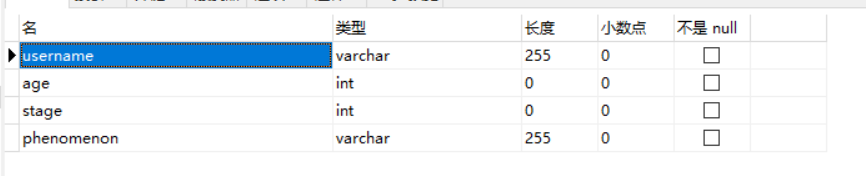 名 类型 长度 小数点 不是 null
username varchar 255 0
age int 0 0
stage int 0 0
phenomenon varchar 255 0